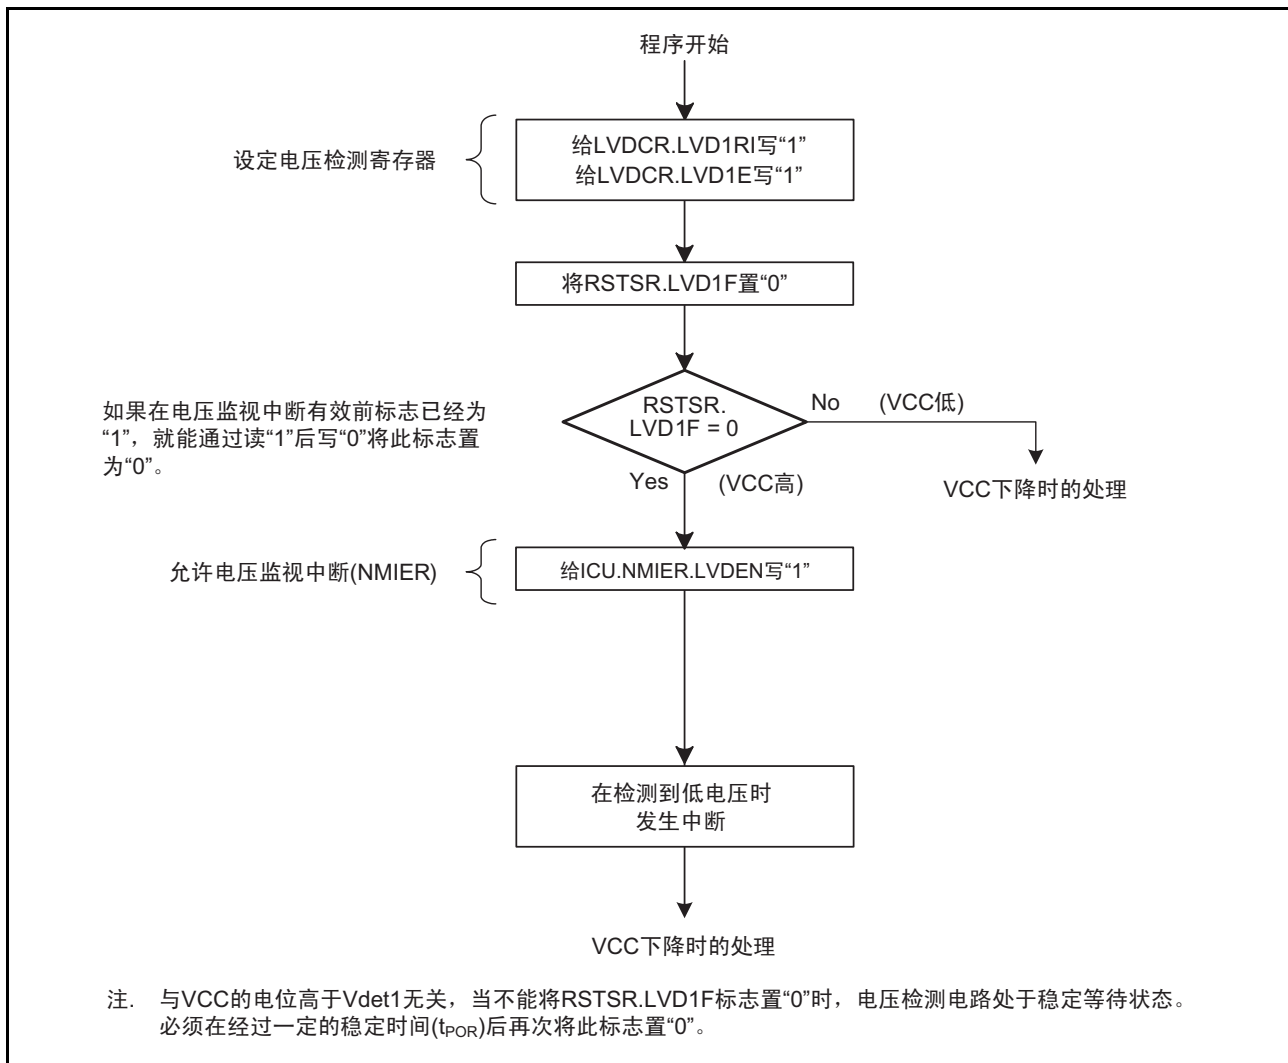 程序开始
设定电压检测寄存器
给LVDCR.LVD1RI写“1”
给LVDCR.LVD1E写“1”
将RSTSR.LVD1F置“0”
如果在电压监视中断有效前标志已经为
“1”，就能通过读“1”后写“0”将此标志置
为“0”。
RSTSR.
LVD1F = 0
No (VCC低)
Yes (VCC高)
VCC下降时的处理
允许电压监视中断(NMIER)
给ICU.NMIER.LVDEN写“1”
在检测到低电压时
发生中断
VCC下降时的处理
注. 与VCC的电位高于Vdet1无关，当不能将RSTSR.LVD1F标志置“0”时，电压检测电路处于稳定等待状态。
必须在经过一定的稳定时间(tPOR)后再次将此标志置“0”。